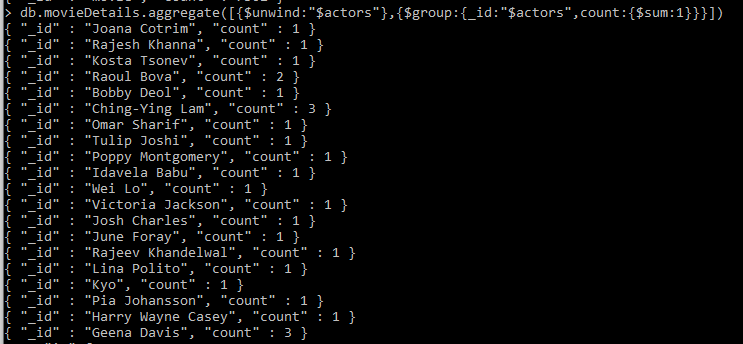 > db.movieDetails.aggregate([{$unwind:"$actors"},{$group:{_id:"$actors",count:{$sum:1}}}])
{ "_id" : "Joana Cotrim", "count" : 1 }
{ "_id" : "Rajesh Khanna", "count" : 1 }
{ "_id" : "Kosta Tsonev", "count" : 1 }
{ "_id" : "Raoul Bova", "count" : 2 }
{ "_id" : "Bobby Deol", "count" : 1 }
{ "_id" : "Ching-Ying Lam", "count" : 3 }
{ "_id" : "Omar Sharif", "count" : 1 }
{ "_id" : "Tulip Joshi", "count" : 1 }
{ "_id" : "Poppy Montgomery", "count" : 1 }
{ "_id" : "Idavela Babu", "count" : 1 }
{ "_id" : "Wei Lo", "count" : 1 }
{ "_id" : "Victoria Jackson", "count" : 1 }
{ "_id" : "Josh Charles", "count" : 1 }
{ "_id" : "June Foray", "count" : 1 }
{ "_id" : "Rajeev Khandelwal", "count" : 1 }
{ "_id" : "Lina Polito", "count" : 1 }
{ "_id" : "Kyo", "count" : 1 }
{ "_id" : "Pia Johansson", "count" : 1 }
{ "_id" : "Harry Wayne Casey", "count" : 1 }
{ "_id" : "Geena Davis", "count" : 3 }